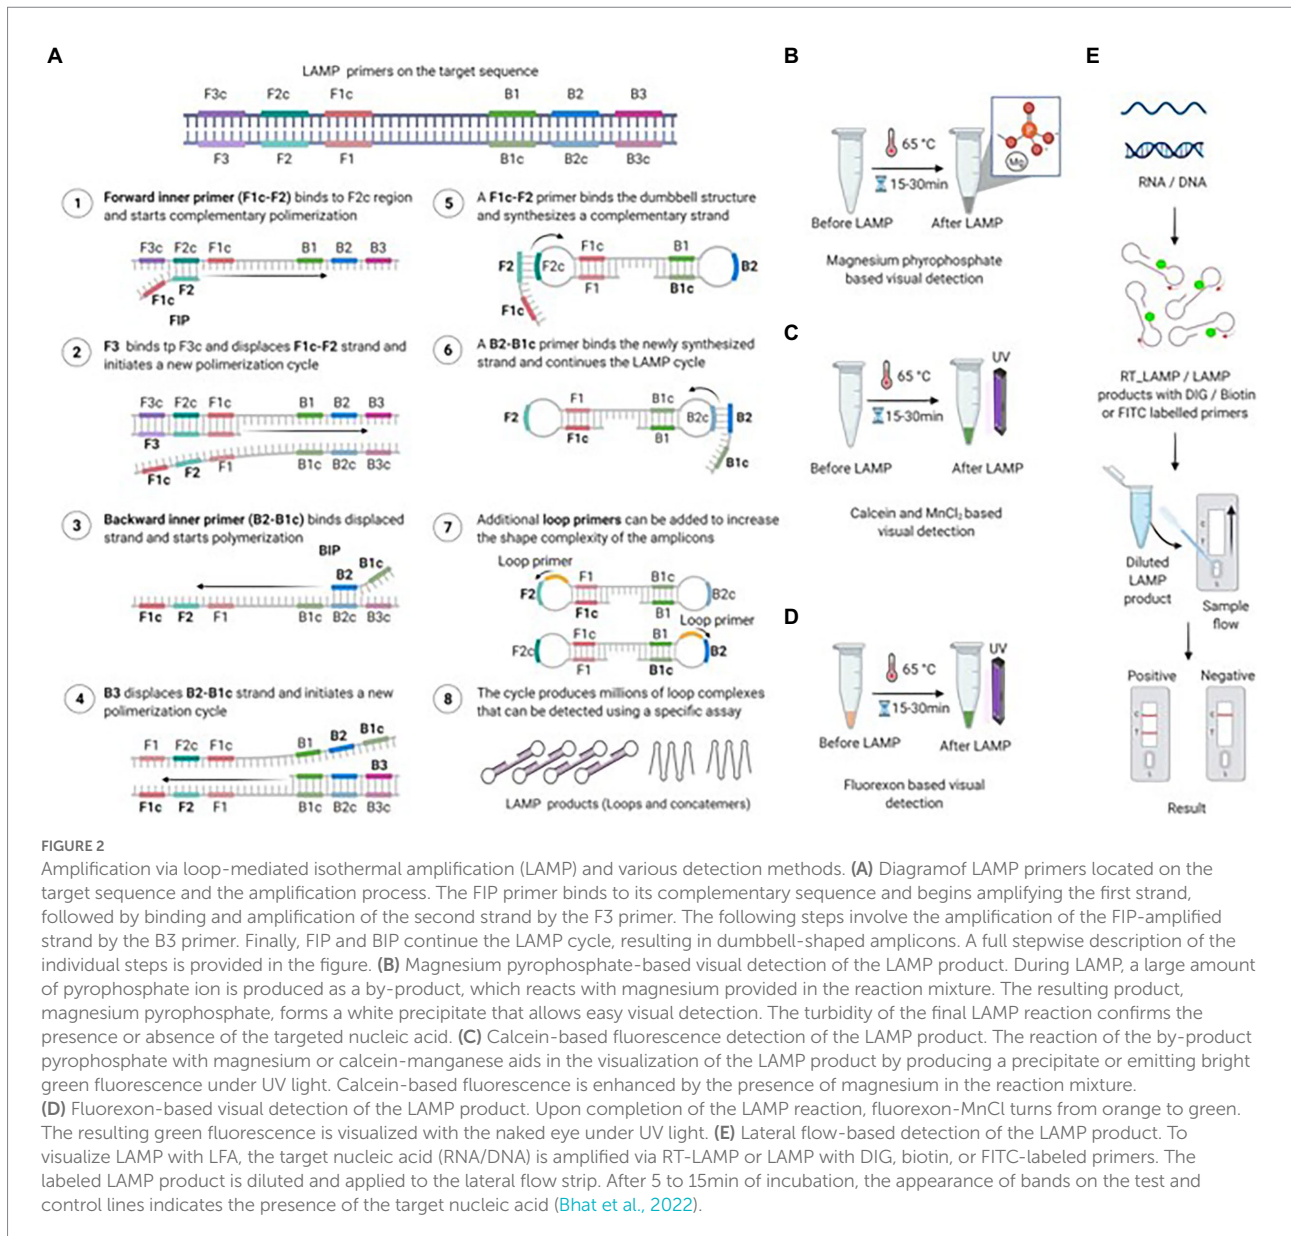 A
LAMP primers on the target sequence
F3c F2c F1c B1 B2 B3
F3 F2 F1 B1c B2c B3c
1 Forward inner primer (F1c-F2) binds to F2c region
and starts complementary polimerization
F3c F2c F1c B1 B2 B3
F1c F2
FIP
2 F3 binds tp F3c and displaces F1c-F2 strand and
initiates a new polimerization cycle
F3c F2c F1c B1 B2 B3
F3
F1c F2 F1 B1c B2c B3c
3 Backward inner primer (B2-B1c) binds displaced
strand and starts polymerization
BIP
B2 B1c
F1c F2 F1 B1c B2c B3c
4 B3 displaces B2-B1c strand and initiates a new
polimerization cycle
F1 F2c F1c B1 B2 B1c
B3
F1c F2 F1 B1c B2c B3c
5 A F1c-F2 primer binds the dumbbell structure
and synthesizes a complementary strand
F1c B1
F2 F2c B2
F1 B1c
F1c
6 A B2-B1c primer binds the newly synthesized
strand and continues the LAMP cycle
F1 B1c
F2 B2c B2
F1c B1
B1c
7 Additional loop primers can be added to increase
the shape complexity of the amplicons
Loop primer
F1 B1c
F2 B2c
F1c B1
Loop primer
F1c B1
F2c B2
F1 B1c
8 The cycle produces millions of loop complexes
that can be detected using a specific assay
LAMP products (Loops and concatemers)
B
65 °C
15-30min
P
Mg
Before LAMP After LAMP
Magnesium phyrophosphate
based visual detection
C
UV
65 °C
15-30min
Before LAMP After LAMP
Calcein and MnCl₂ based
visual detection
D
UV
65 °C
15-30min
Before LAMP After LAMP
Fluorexon based visual
detection
E
RNA / DNA
RT_LAMP / LAMP
products with DIG / Biotin
or FITC labelled primers
C
T
S
Diluted
LAMP
product
Sample
flow
Positive Negative
C C
T T
S S
Result
FIGURE 2
Amplification via loop-mediated isothermal amplification (LAMP) and various detection methods. (A) Diagramof LAMP primers located on the
target sequence and the amplification process. The FIP primer binds to its complementary sequence and begins amplifying the first strand,
followed by binding and amplification of the second strand by the F3 primer. The following steps involve the amplification of the FIP-amplified
strand by the B3 primer. Finally, FIP and BIP continue the LAMP cycle, resulting in dumbbell-shaped amplicons. A full stepwise description of the
individual steps is provided in the figure. (B) Magnesium pyrophosphate-based visual detection of the LAMP product. During LAMP, a large amount
of pyrophosphate ion is produced as a by-product, which reacts with magnesium provided in the reaction mixture. The resulting product,
magnesium pyrophosphate, forms a white precipitate that allows easy visual detection. The turbidity of the final LAMP reaction confirms the
presence or absence of the targeted nucleic acid. (C) Calcein-based fluorescence detection of the LAMP product. The reaction of the by-product
pyrophosphate with magnesium or calcein-manganese aids in the visualization of the LAMP product by producing a precipitate or emitting bright
green fluorescence under UV light. Calcein-based fluorescence is enhanced by the presence of magnesium in the reaction mixture.
(D) Fluorexon-based visual detection of the LAMP product. Upon completion of the LAMP reaction, fluorexon-MnCl turns from orange to green.
The resulting green fluorescence is visualized with the naked eye under UV light. (E) Lateral flow-based detection of the LAMP product. To
visualize LAMP with LFA, the target nucleic acid (RNA/DNA) is amplified via RT-LAMP or LAMP with DIG, biotin, or FITC-labeled primers. The
labeled LAMP product is diluted and applied to the lateral flow strip. After 5 to 15min of incubation, the appearance of bands on the test and
control lines indicates the presence of the target nucleic acid (Bhat et al., 2022).